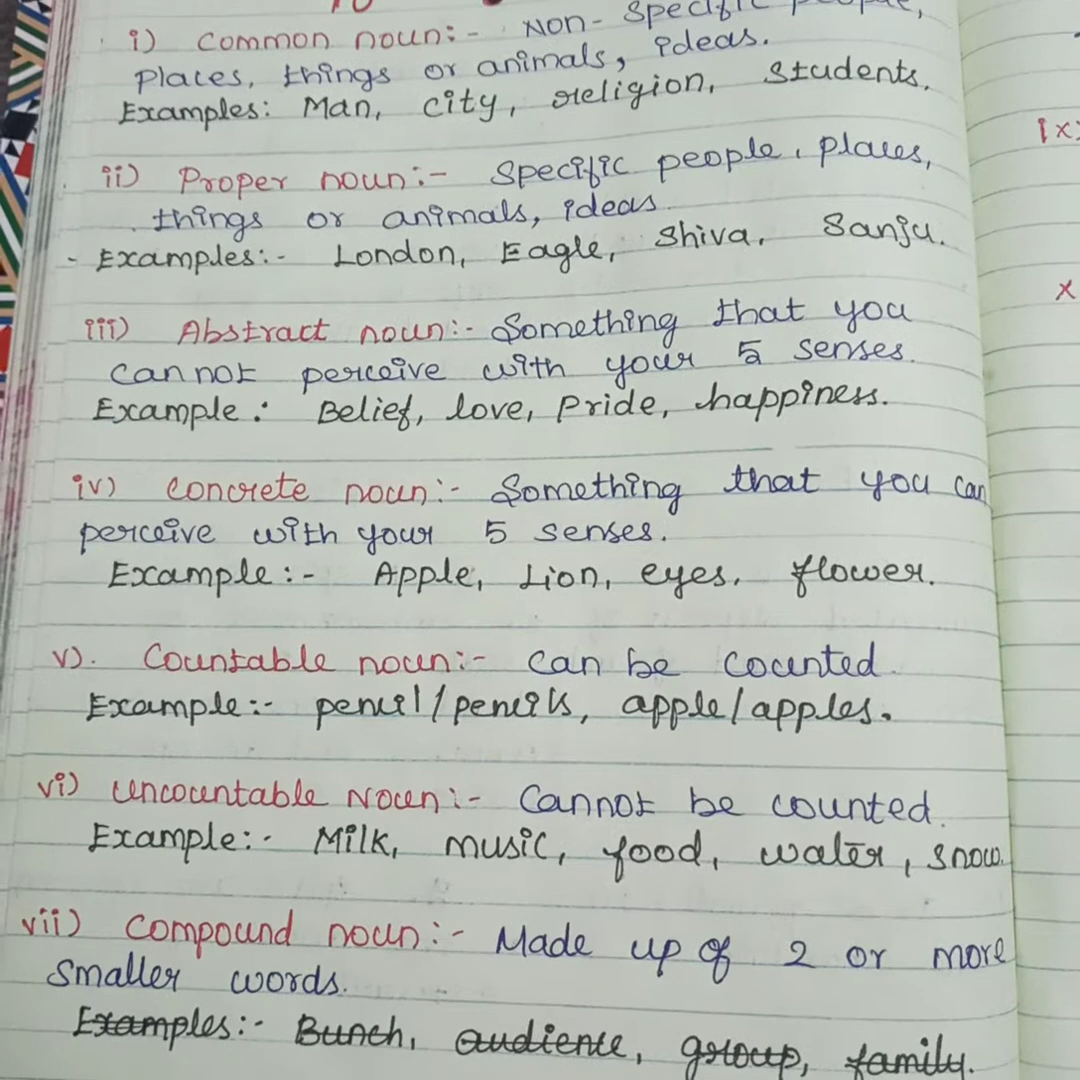 i) Common noun:- Non-specific people,
places, things or animals, ideas.
Examples: Man, city, religion, students.
ii) Proper noun:- Specific people, places,
things or animals, ideas.
- Examples:- London, Eagle, Shiva, Sanju.
iii) Abstract noun:- Something that you
cannot perceive with your 5 senses.
Example: Belief, love, Pride, happiness.
iv) Concrete noun:- Something that you can
perceive with your 5 senses.
Example:- Apple, Lion, eyes, flower.
v). Countable noun:- can be counted.
Example:- pencil/pencils, apple/apples.
vi) Uncountable Noun:- Cannot be counted.
Example:- Milk, music, food, water, snow.
vii) Compound noun:- Made up of 2 or more
smaller words.
Examples:- Bunch, audience, group, family.
ix)
x